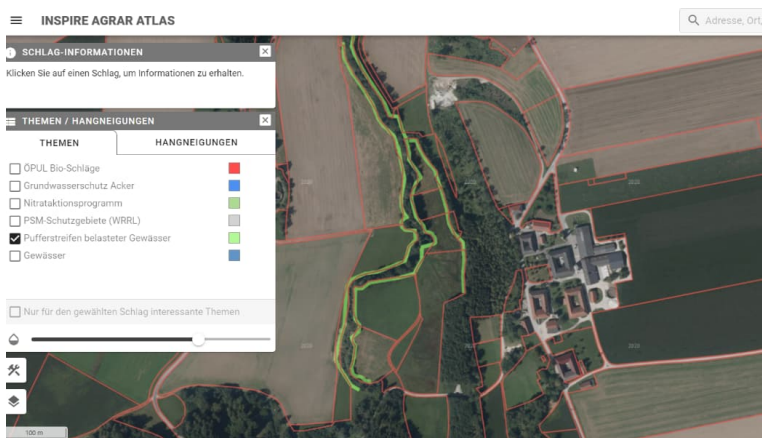 INSPIRE AGRAR ATLAS
Adresse, Ort,
SCHLAG-INFORMATIONEN
Klicken Sie auf einen Schlag, um Informationen zu erhalten.
THEMEN / HANGNEIGUNGEN
THEMEN
HANGNEIGUNGEN
ÖPUL Bio-Schläge
Grundwasserschutz Acker
Nitrataktionsprogramm
PSM-Schutzgebiete (WRRL)
Pufferstreifen belasteter Gewässer
Gewässer
Nur für den gewählten Schlag interessante Themen
100 m